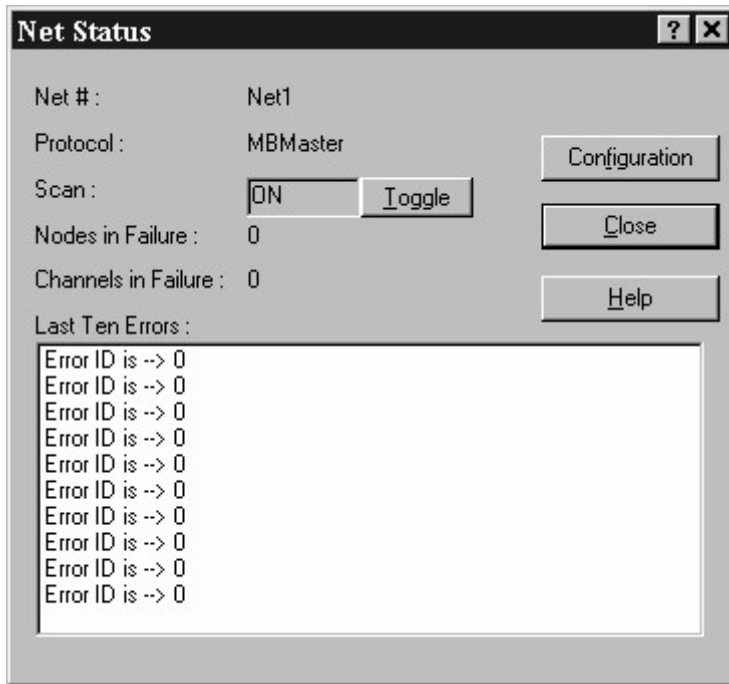 Net Status
Net # : Net1
Protocol : MBMaster
Configuration
Scan : ON Toggle
Close
Nodes in Failure : 0
Channels in Failure : 0
Help
Last Ten Errors :
Error ID is --> 0
Error ID is --> 0
Error ID is --> 0
Error ID is --> 0
Error ID is --> 0
Error ID is --> 0
Error ID is --> 0
Error ID is --> 0
Error ID is --> 0
Error ID is --> 0